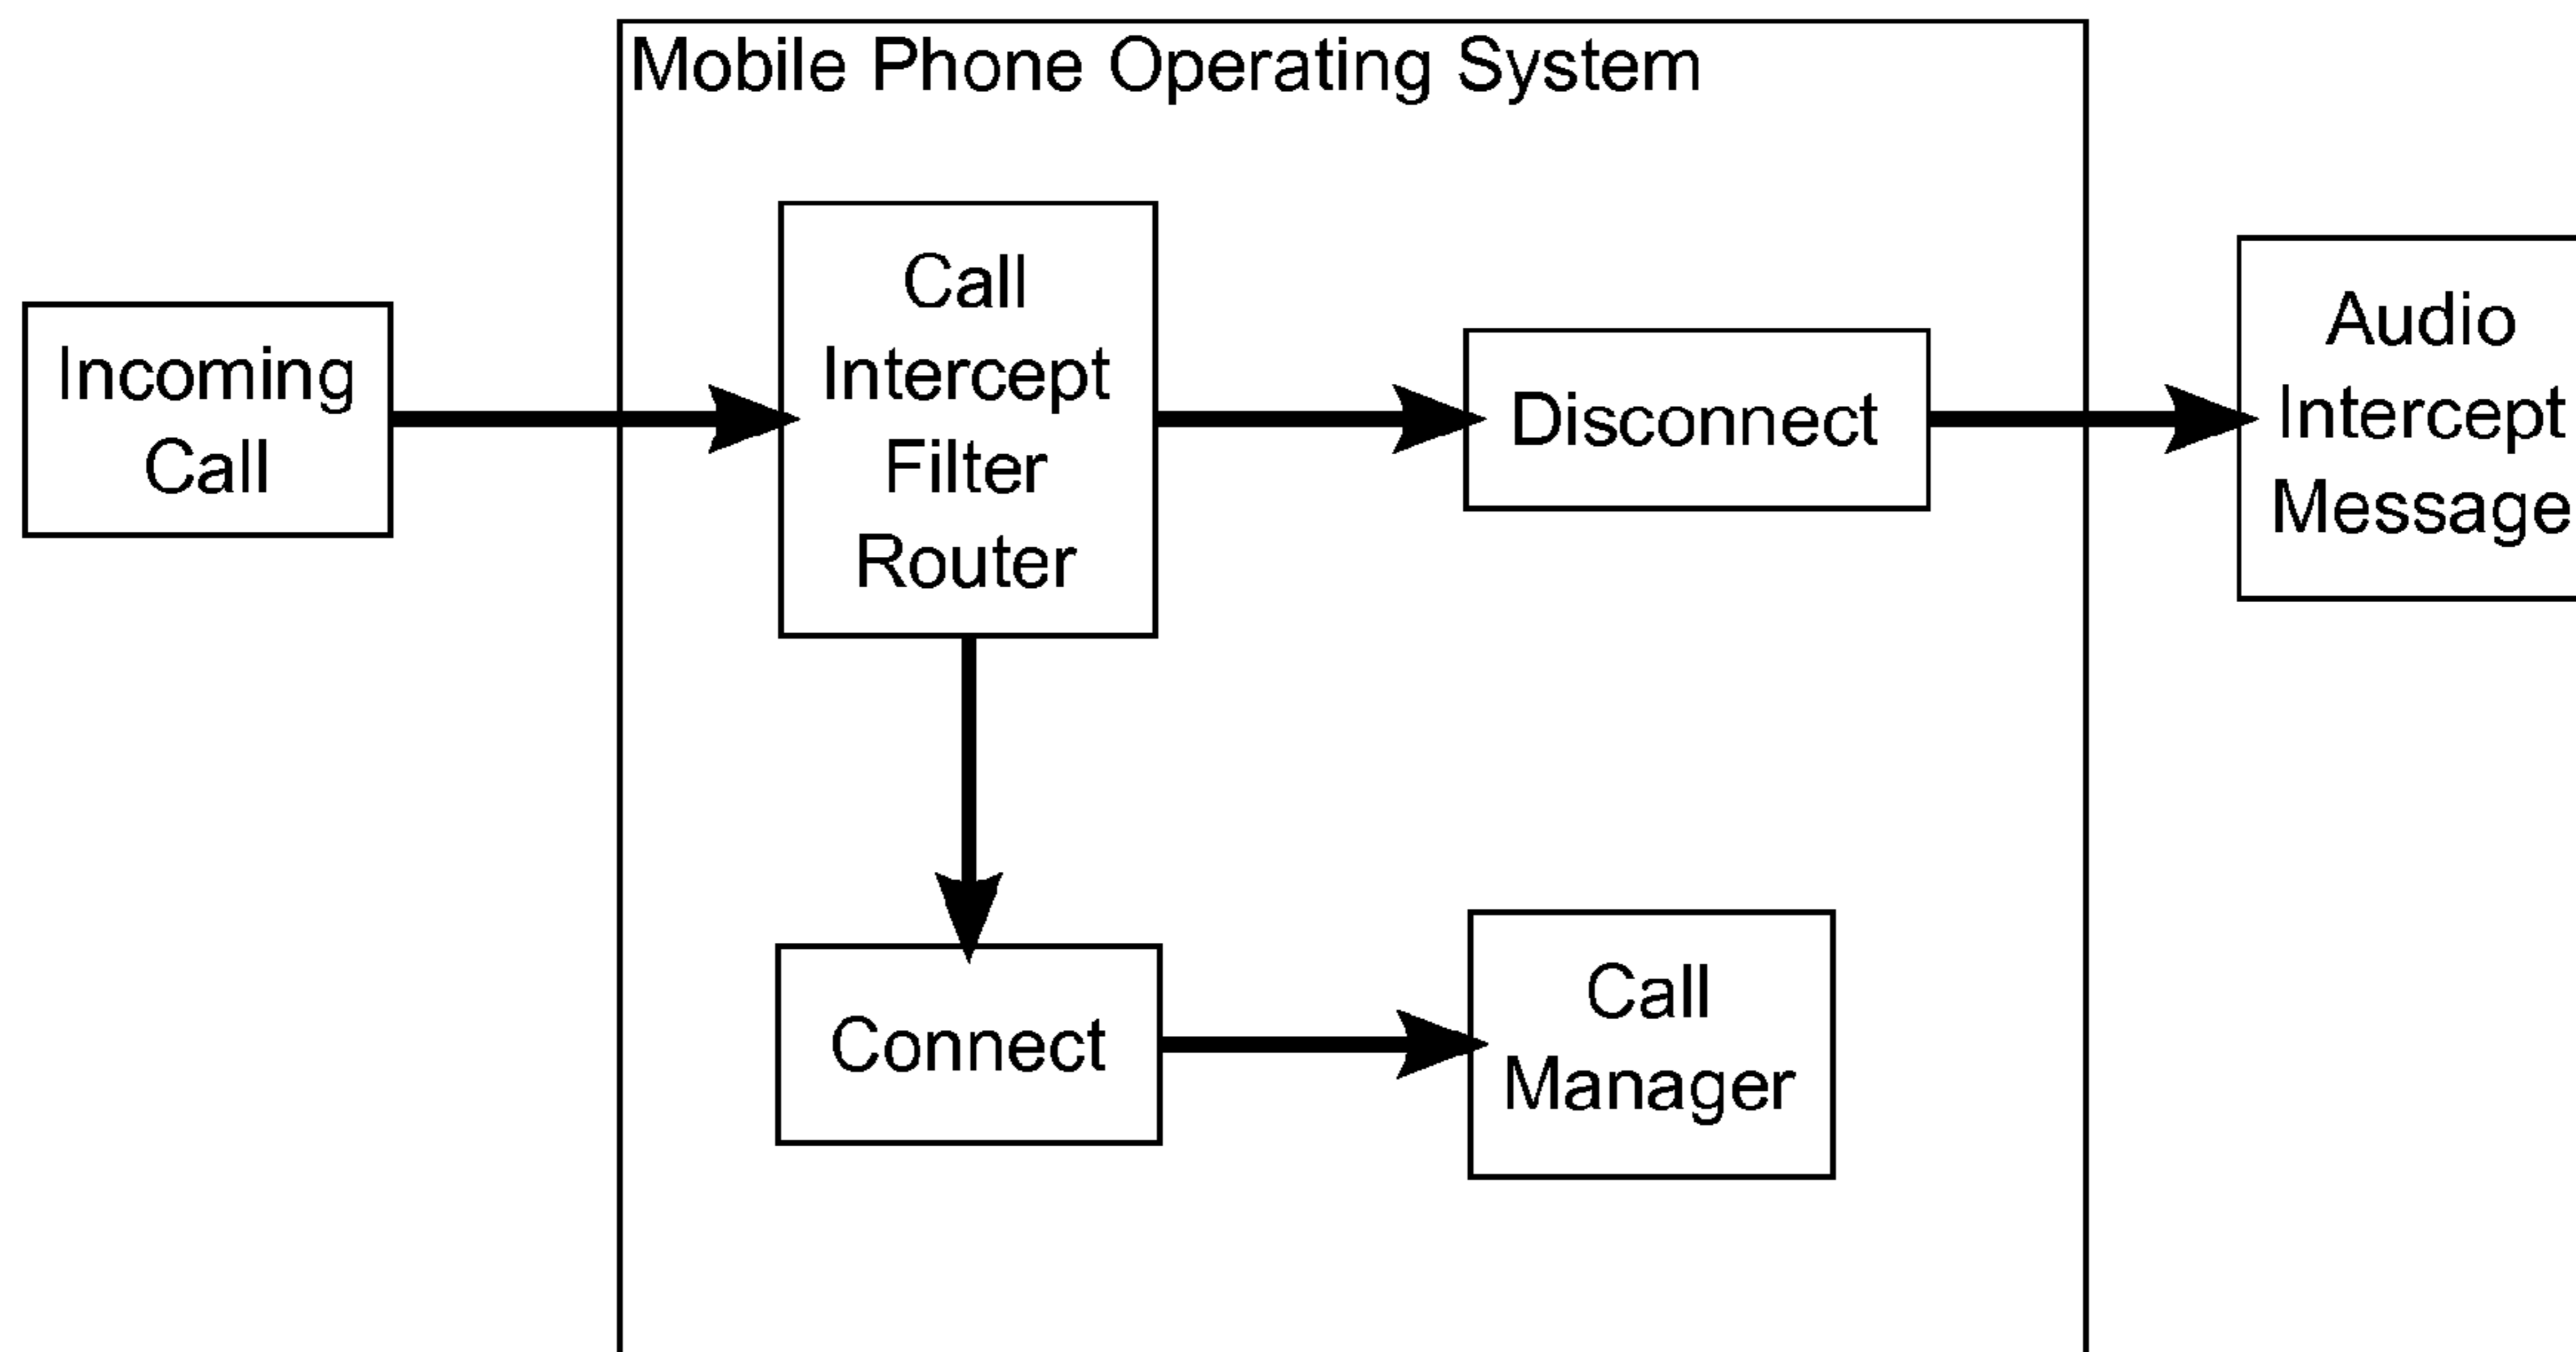 Mobile Phone Operating System
Incoming
Call
Call
Intercept
Filter
Router
Disconnect
Audio
Intercept
Message
Connect
Call
Manager